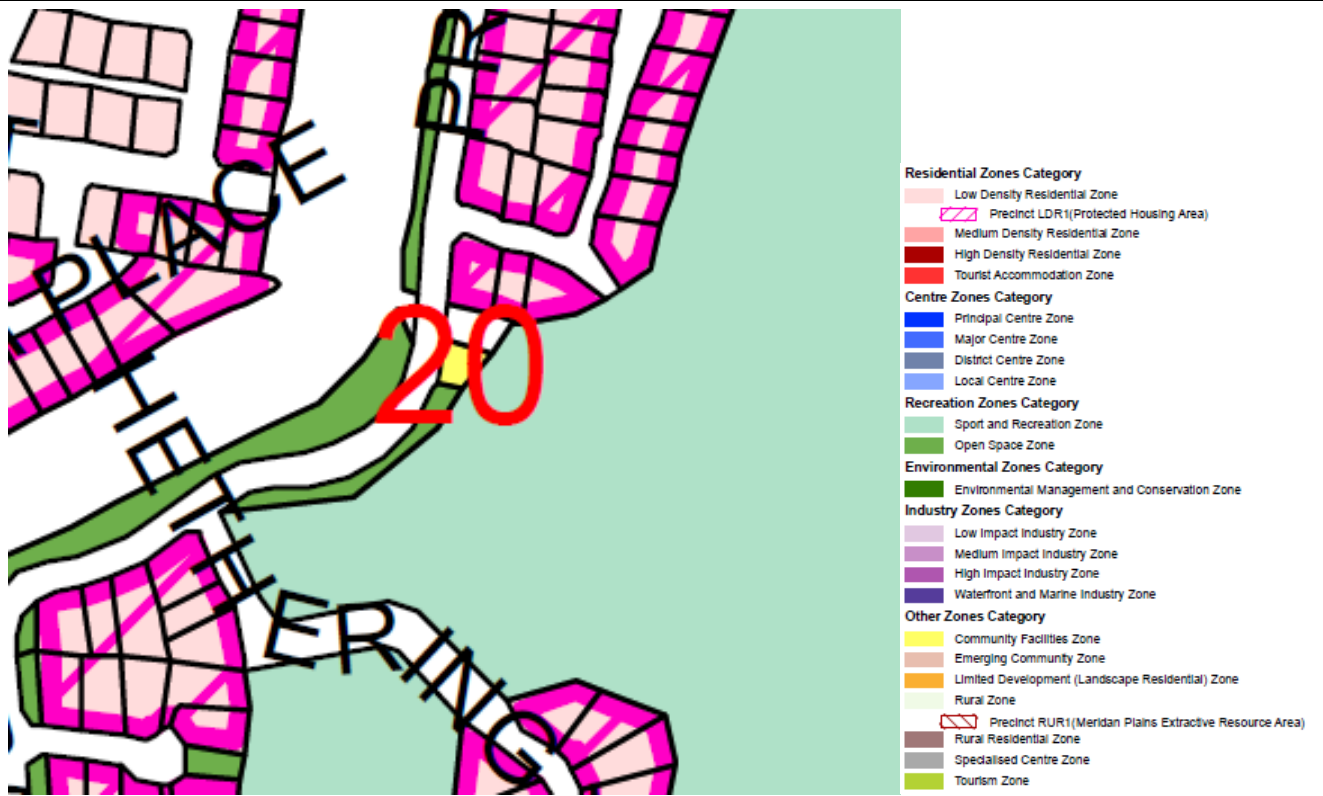 PR
PLACE
20
HETHERING
Residential Zones Category
Low Density Residential Zone
Precinct LDR1(Protected Housing Area)
Medium Density Residential Zone
High Density Residential Zone
Tourist Accommodation Zone
Centre Zones Category
Principal Centre Zone
Major Centre Zone
District Centre Zone
Local Centre Zone
Recreation Zones Category
Sport and Recreation Zone
Open Space Zone
Environmental Zones Category
Environmental Management and Conservation Zone
Industry Zones Category
Low Impact Industry Zone
Medium Impact Industry Zone
High Impact Industry Zone
Waterfront and Marine Industry Zone
Other Zones Category
Community Facilities Zone
Emerging Community Zone
Limited Development (Landscape Residential) Zone
Rural Zone
Precinct RUR1(Meridan Plains Extractive Resource Area)
Rural Residential Zone
Specialised Centre Zone
Tourism Zone